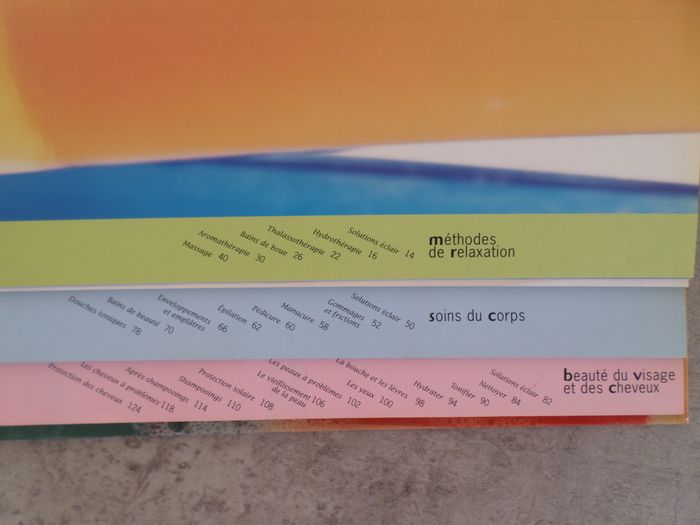 méthodes
de relaxation
Solutions éclair 14
Hydrothérapie 16
Thalassothérapie 22
Bains de boue 26
Aromathérapie 30
Massage 40
soins du corps
Solutions éclair 50
Gommages
et frictions 52
Manucure 58
Pédicure 60
Épilation 62
Enveloppements
et emplâtres 66
Bains de beauté 70
Douches toniques 78
beauté du visage
et des cheveux
Solutions éclair 82
Nettoyer 84
Tonifier 90
Hydrater 94
La bouche et les lèvres 98
Les yeux 100
Les peaux à problèmes 102
Le vieillissement 106
de la peau
Protection solaire 108
Shampooings 110
Après-shampooings 114
Les cheveux à problèmes 118
Protection des cheveux 124